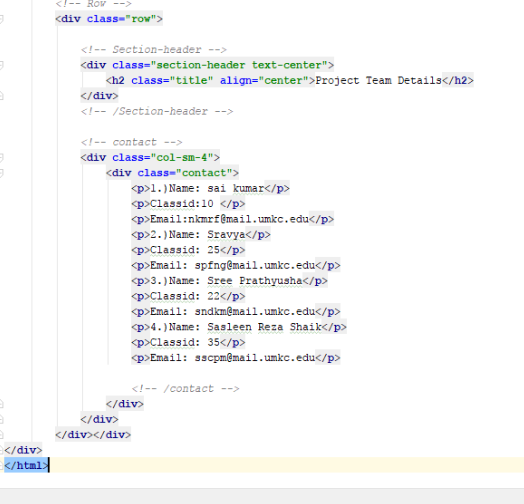 <!-- Row -->
<div class="row">
<!-- Section-header -->
<div class="section-header text-center">
<h2 class="title" align="center">Project Team Details</h2>
</div>
<!-- /Section-header -->
<!-- contact -->
<div class="col-sm-4">
<div class="contact">
<p>1.)Name: sai kumar</p>
<p>Classid:10 </p>
<p>Email:nkmrf@mail.umkc.edu</p>
<p>2.)Name: Sravya</p>
<p>Classid: 25</p>
<p>Email: spfng@mail.umkc.edu</p>
<p>3.)Name: Sree Prathyusha</p>
<p>Classid: 22</p>
<p>Email: sndkm@mail.umkc.edu</p>
<p>4.)Name: Sasleen Reza Shaik</p>
<p>Classid: 35</p>
<p>Email: sscpm@mail.umkc.edu</p>
<!-- /contact -->
</div>
</div>
</div></div>
</div>
</html>